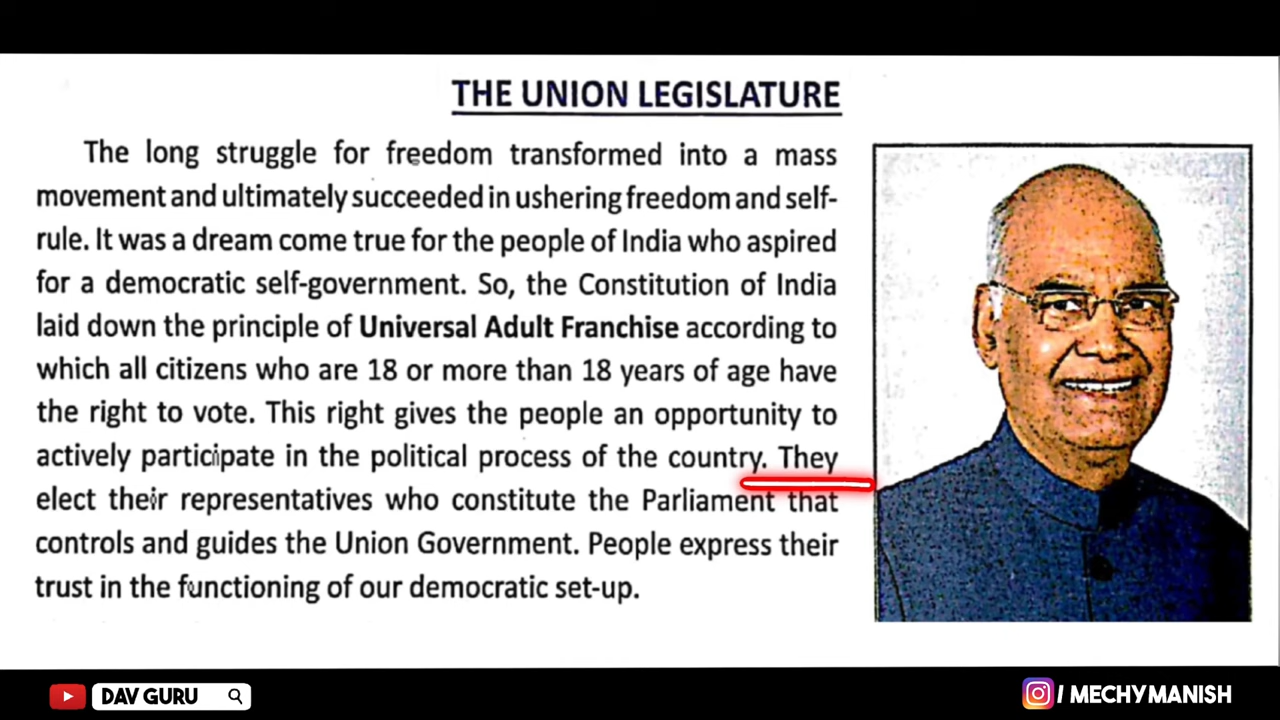 THE UNION LEGISLATURE
The long struggle for freedom transformed into a mass
movement and ultimately succeeded in ushering freedom and self-
rule. It was a dream come true for the people of India who aspired
for a democratic self-government. So, the Constitution of India
laid down the principle of Universal Adult Franchise according to
which all citizens who are 18 or more than 18 years of age have
the right to vote. This right gives the people an opportunity to
actively participate in the political process of the country. They
elect their representatives who constitute the Parliament that
controls and guides the Union Government. People express their
trust in the functioning of our democratic set-up.
DAV GURU
/ MECHYMANISH